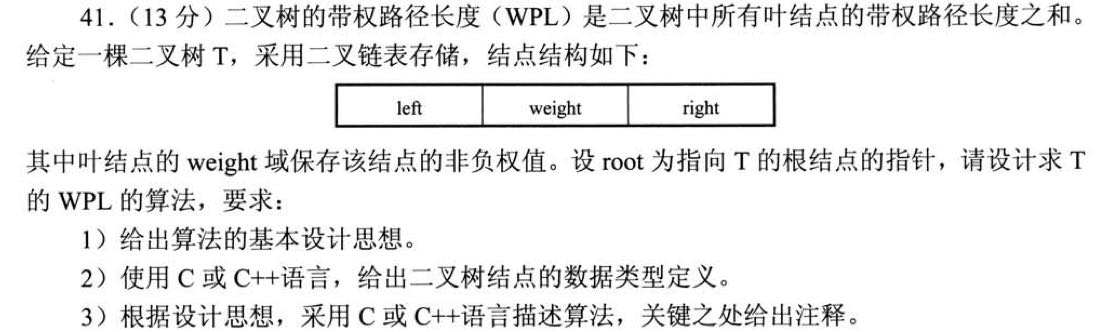 41.（13 分）二叉树的带权路径长度（WPL）是二叉树中所有叶结点的带权路径长度之和。
给定一棵二叉树 T，采用二叉链表存储，结点结构如下：
left weight right
其中叶结点的 weight 域保存该结点的非负权值。设 root 为指向 T 的根结点的指针，请设计求 T
的 WPL 的算法，要求：
1）给出算法的基本设计思想。
2）使用 C 或 C++语言，给出二叉树结点的数据类型定义。
3）根据设计思想，采用 C 或 C++语言描述算法，关键之处给出注释。